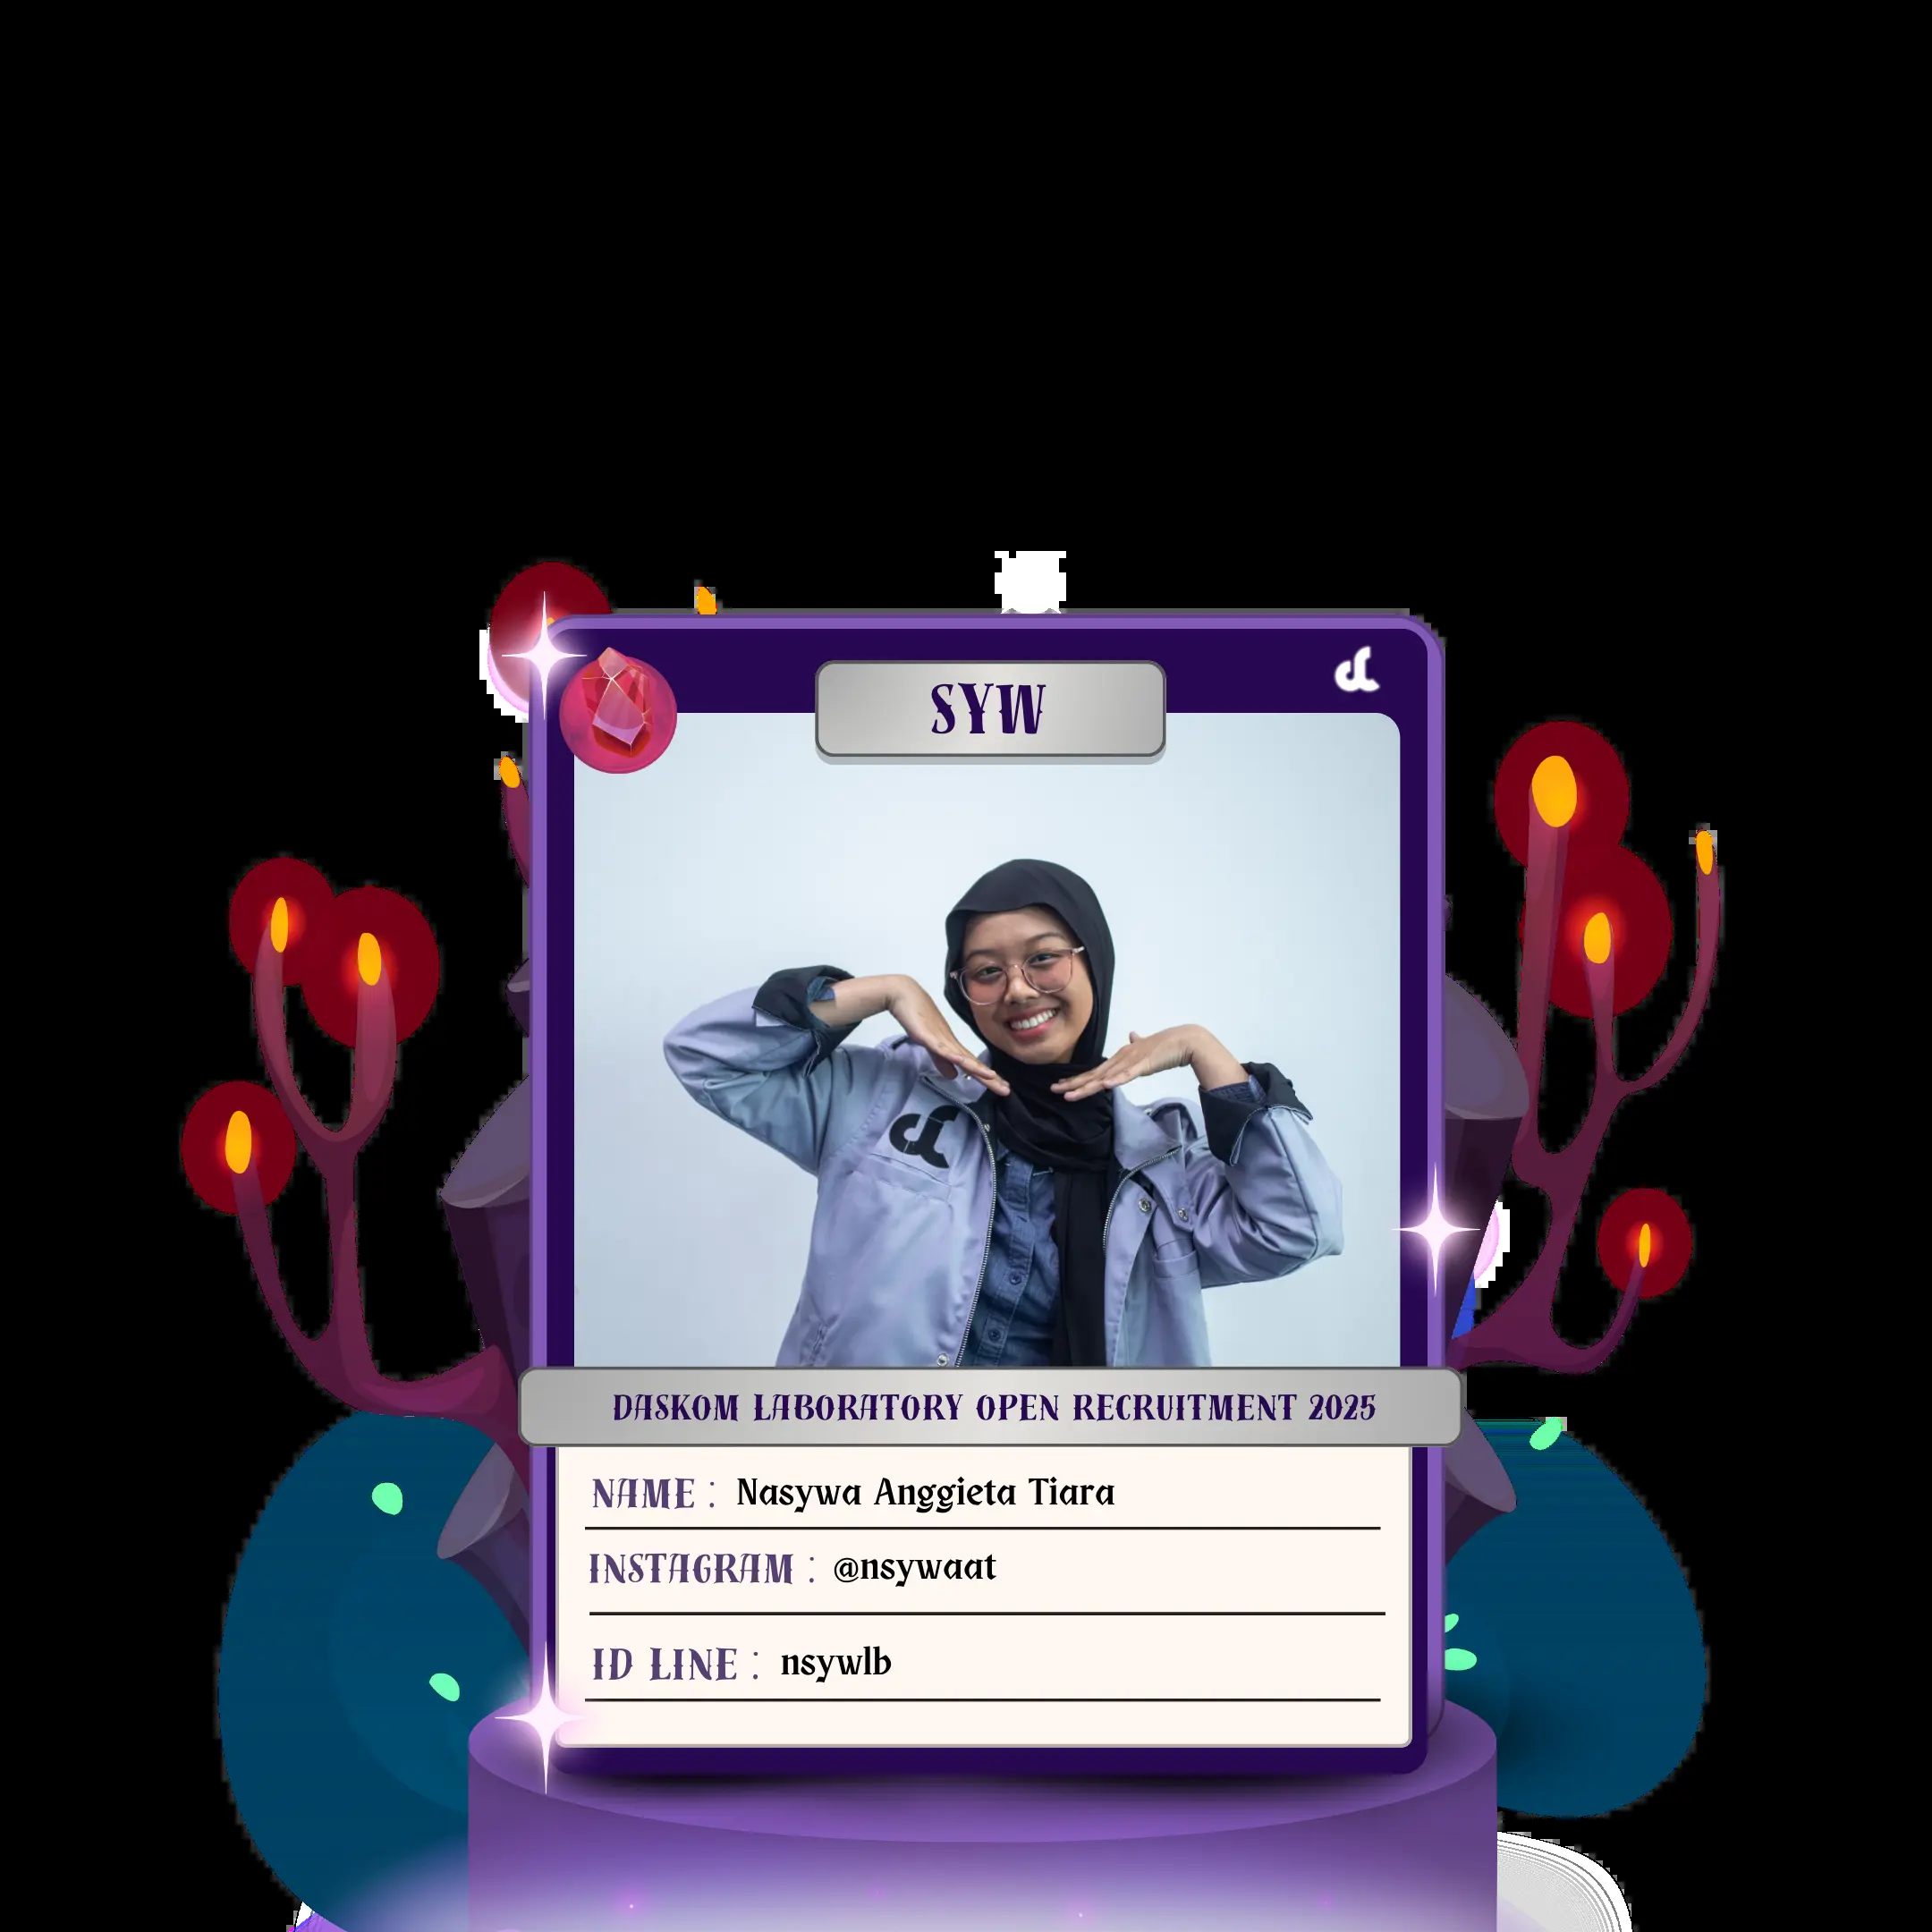 SYW
DASKOM LABORATORY OPEN RECRUITMENT 2025
NAME : Nasywa Anggieta Tiara
INSTAGRAM : @nsywaat
ID LINE : nsywlb